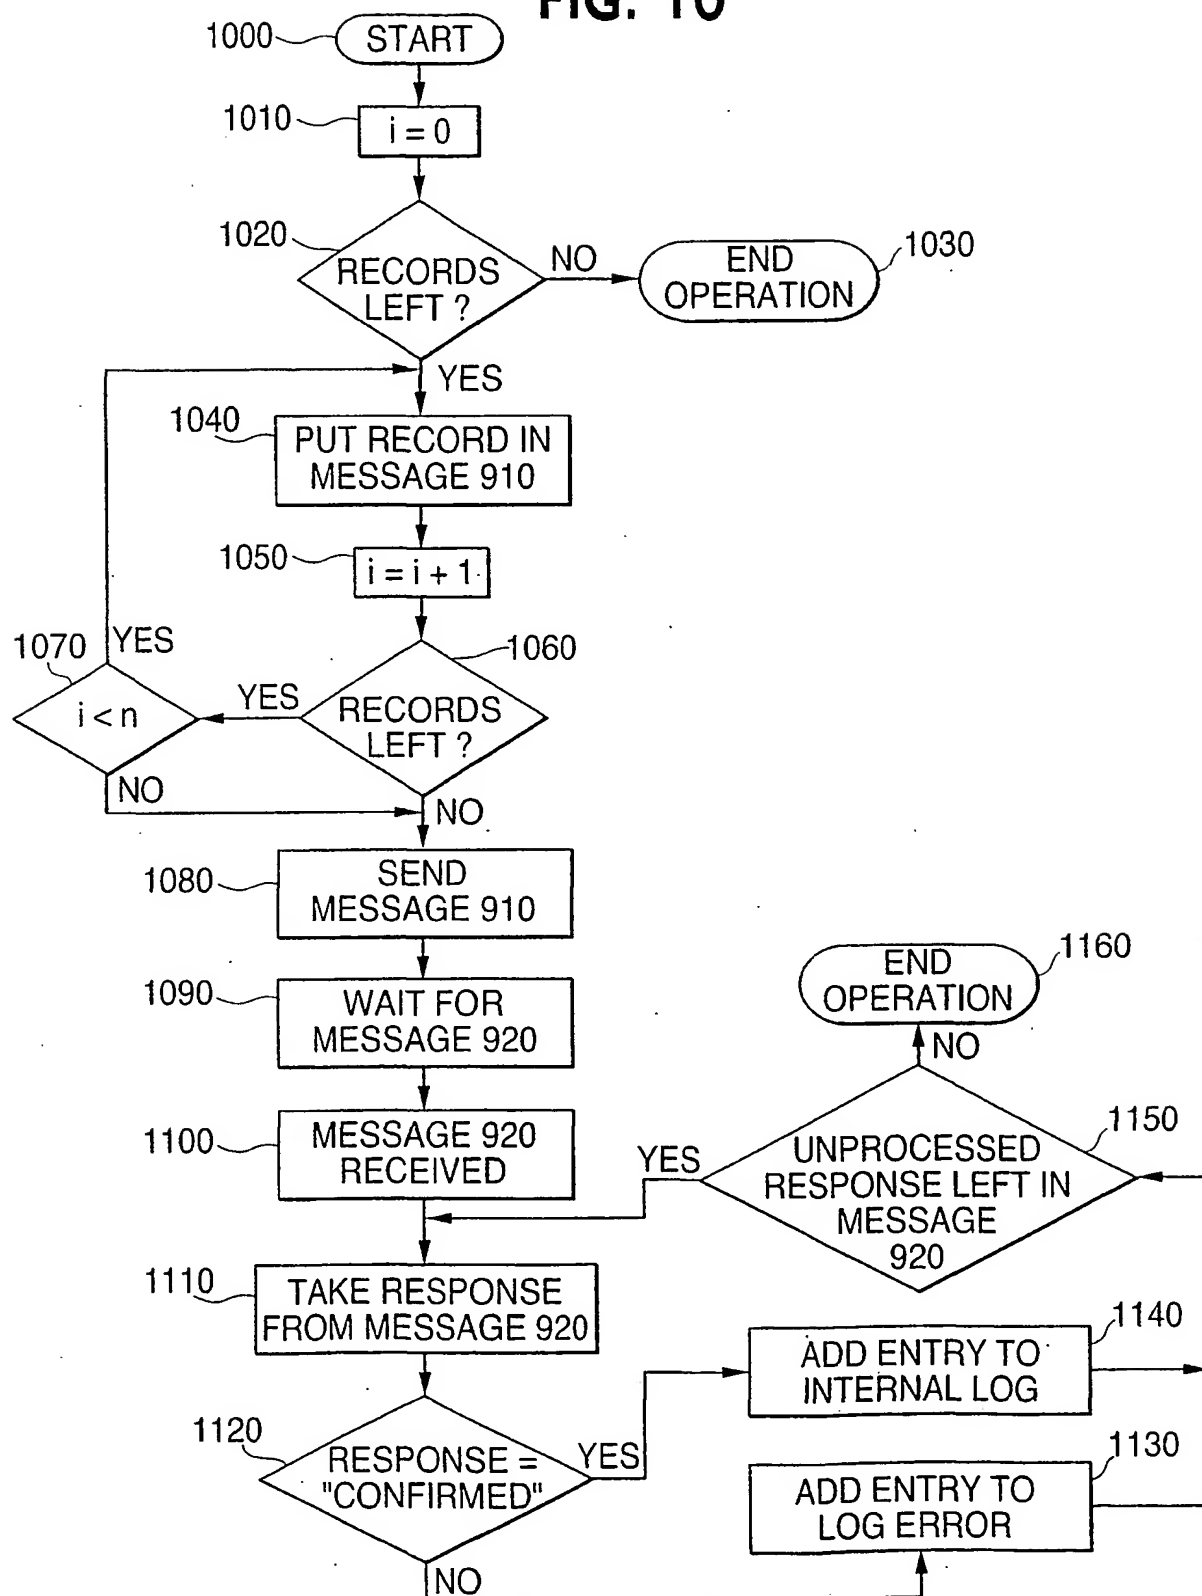 FIG. 10
1000
START
1010
i = 0
1020
RECORDS
LEFT ?
NO
END
OPERATION
1030
YES
1040
PUT RECORD IN
MESSAGE 910
1050
i = i + 1
1060
RECORDS
LEFT ?
YES
1070
i < n
YES
NO
NO
1080
SEND
MESSAGE 910
1090
WAIT FOR
MESSAGE 920
1100
MESSAGE 920
RECEIVED
1110
TAKE RESPONSE
FROM MESSAGE 920
1120
RESPONSE =
"CONFIRMED"
YES
NO
1130
ADD ENTRY TO
LOG ERROR
1140
ADD ENTRY TO
INTERNAL LOG
1150
UNPROCESSED
RESPONSE LEFT IN
MESSAGE
920
YES
NO
1160
END
OPERATION